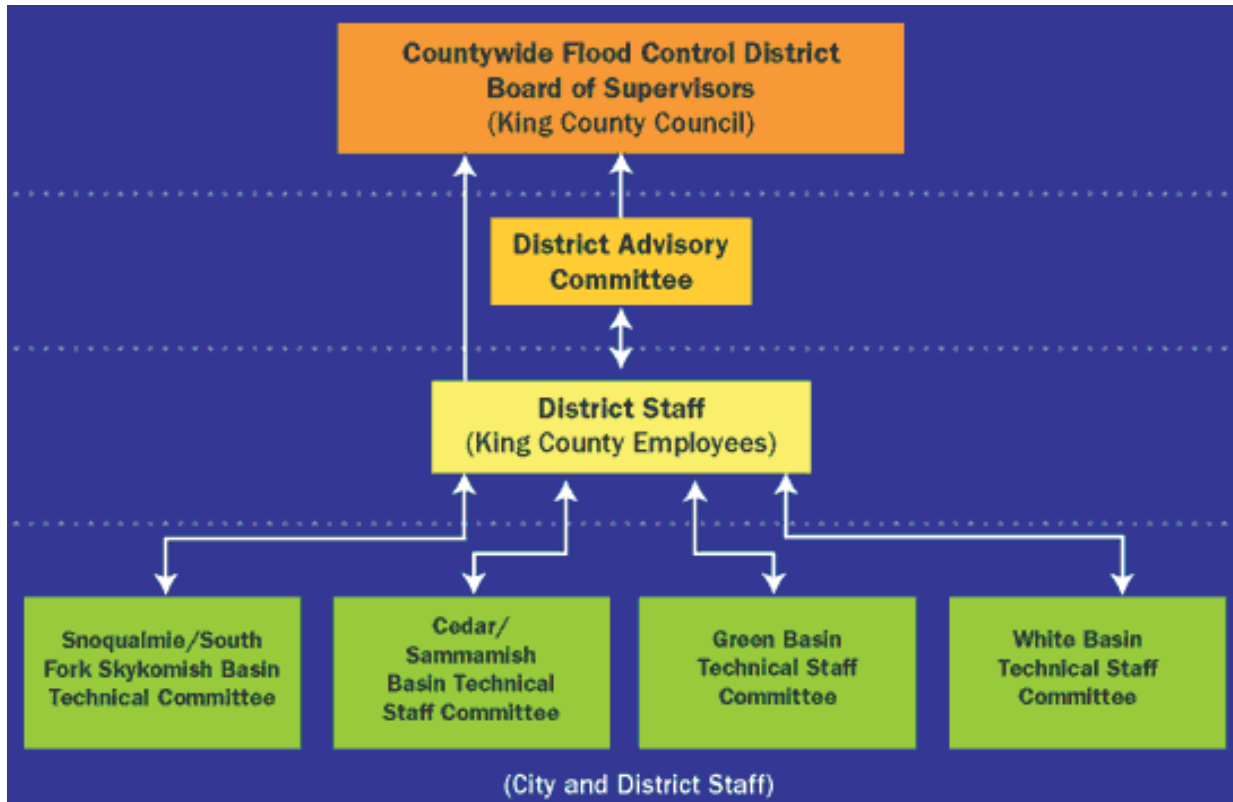 Countywide Flood Control District
Board of Supervisors
(King County Council)
District Advisory
Committee
District Staff
(King County Employees)
Snoqualmie/South
Fork Skykomish Basin
Technical Committee
Cedar/
Sammamish
Basin Technical
Staff Committee
Green Basin
Technical Staff
Committee
White Basin
Technical Staff
Committee
(City and District Staff)